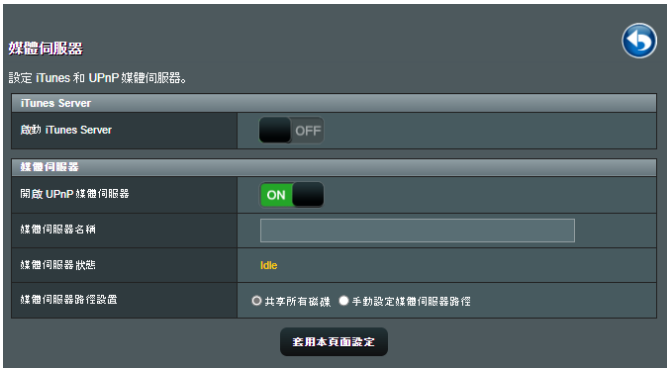 媒體伺服器
設定 iTunes 和 UPnP 媒體伺服器。
iTunes Server
啟動 iTunes Server
OFF
媒體伺服器
開啟 UPnP 媒體伺服器
ON
媒體伺服器名稱
媒體伺服器狀態
Idle
媒體伺服器路徑設置
共享所有磁碟 手動設定媒體伺服器路徑
套用本頁面設定